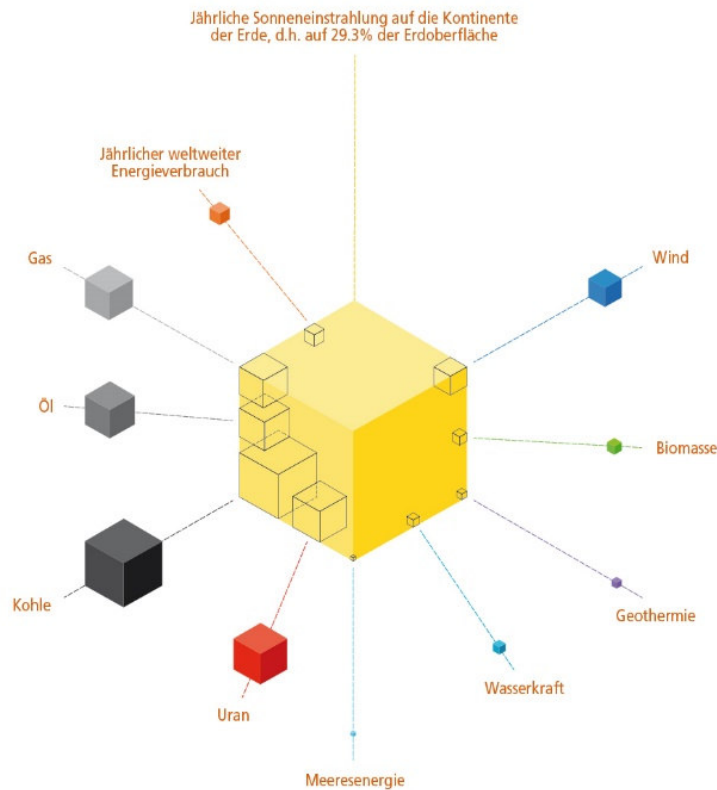 Jährliche Sonneneinstrahlung auf die Kontinente
der Erde, d.h. auf 29.3% der Erdoberfläche
Jährlicher weltweiter
Energieverbrauch
Gas
Wind
Öl
Biomasse
Kohle
Geothermie
Wasserkraft
Uran
Meeresenergie